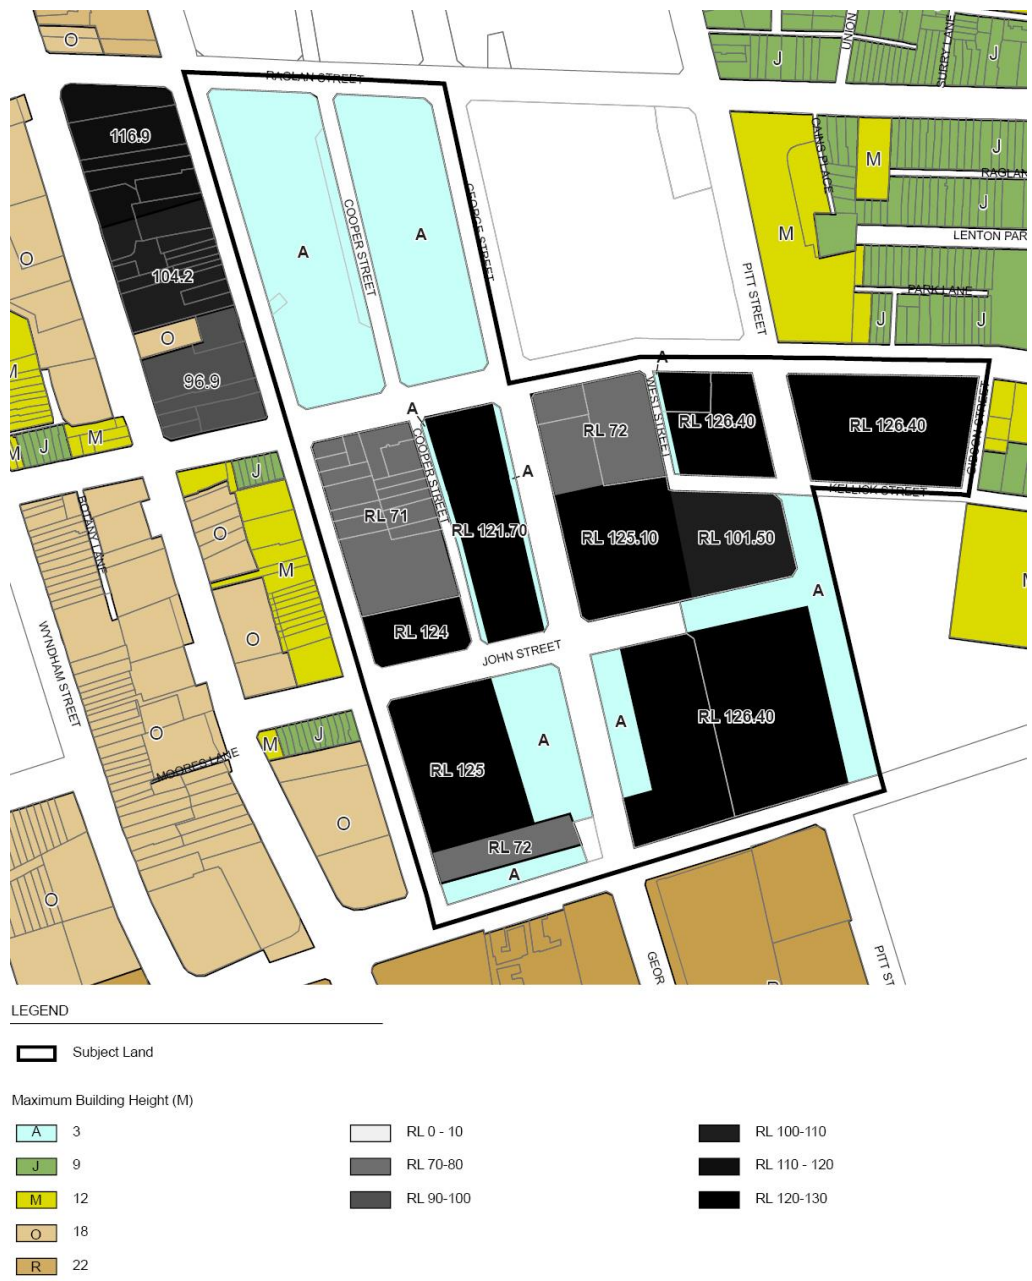 O
RAGLAN STREET
UNION
SURRY LANE
J
J
116.9
CAINS PLACE
M
J
RAGLAN
A
COOPER STREET
A
GEORGE STREET
J
M
LENTON PAR
O
104.2
PITT STREET
PARK LANE
J
J
O
M
96.9
A
WEST STREET
RL 126.40
RL 126.40
GIBBON STREET
A
COOPER STREET
RL 72
M
J
M
J
A
KELLICK STREET
BOTANY LANE
O
RL 71
RL 121.70
RL 125.10
RL 101.50
M
M
A
WYNDHAM STREET
O
RL 124
JOHN STREET
O
M
J
A
RL 126.40
MOORES LANE
RL 125
A
O
RL 72
A
O
GEOR
PITT ST
R
LEGEND
Subject Land
Maximum Building Height (M)
A 3
J 9
M 12
O 18
R 22
RL 0 - 10
RL 70-80
RL 90-100
RL 100-110
RL 110 - 120
RL 120-130